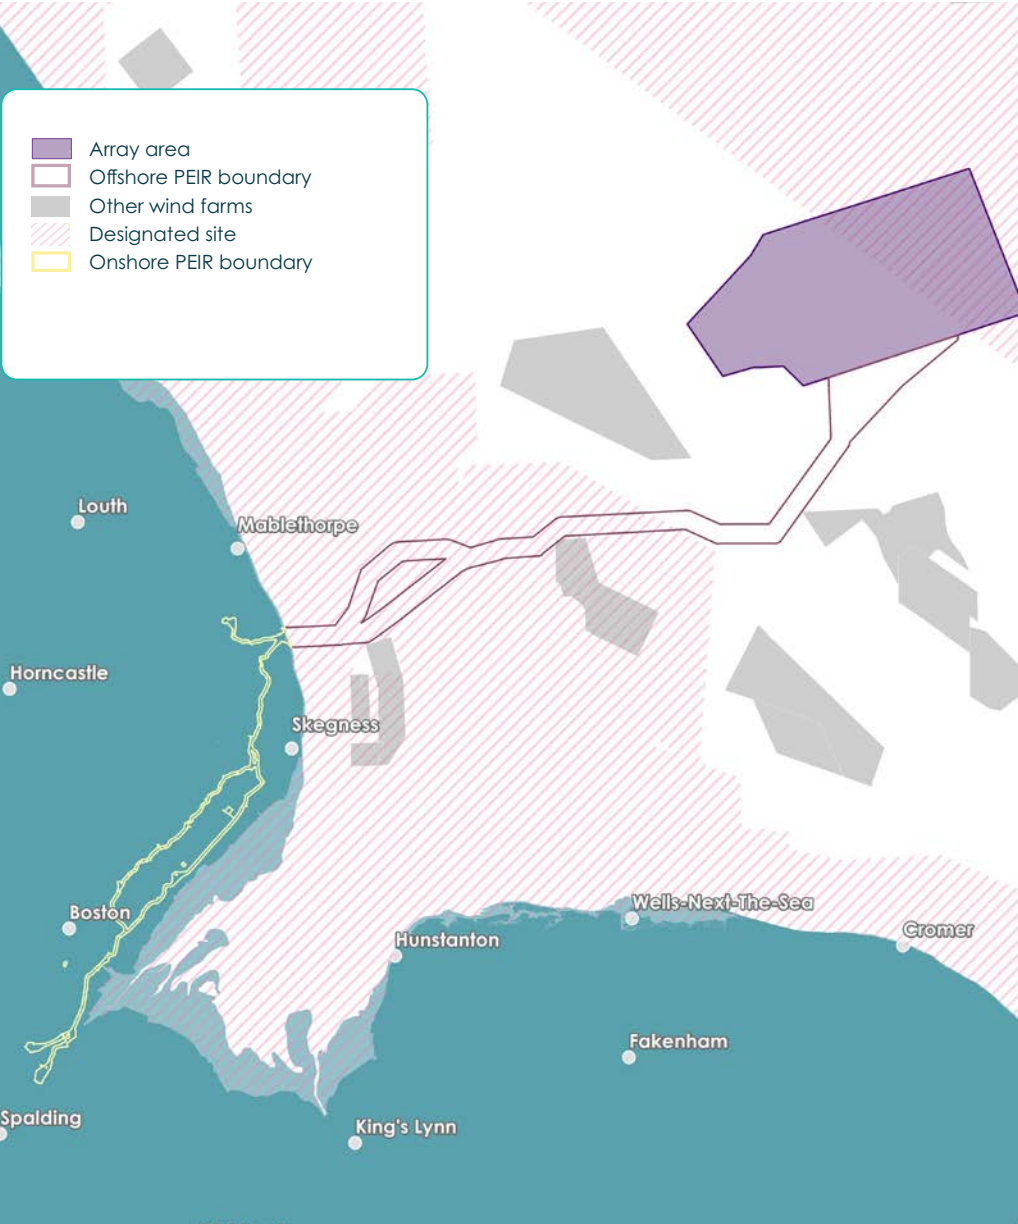 Array area
Offshore PEIR boundary
Other wind farms
Designated site
Onshore PEIR boundary
Louth
Mablethorpe
Horncastle
Skegness
Boston
Wells-Next-The-Sea
Cromer
Hunstanton
Fakenham
Spalding
King's Lynn